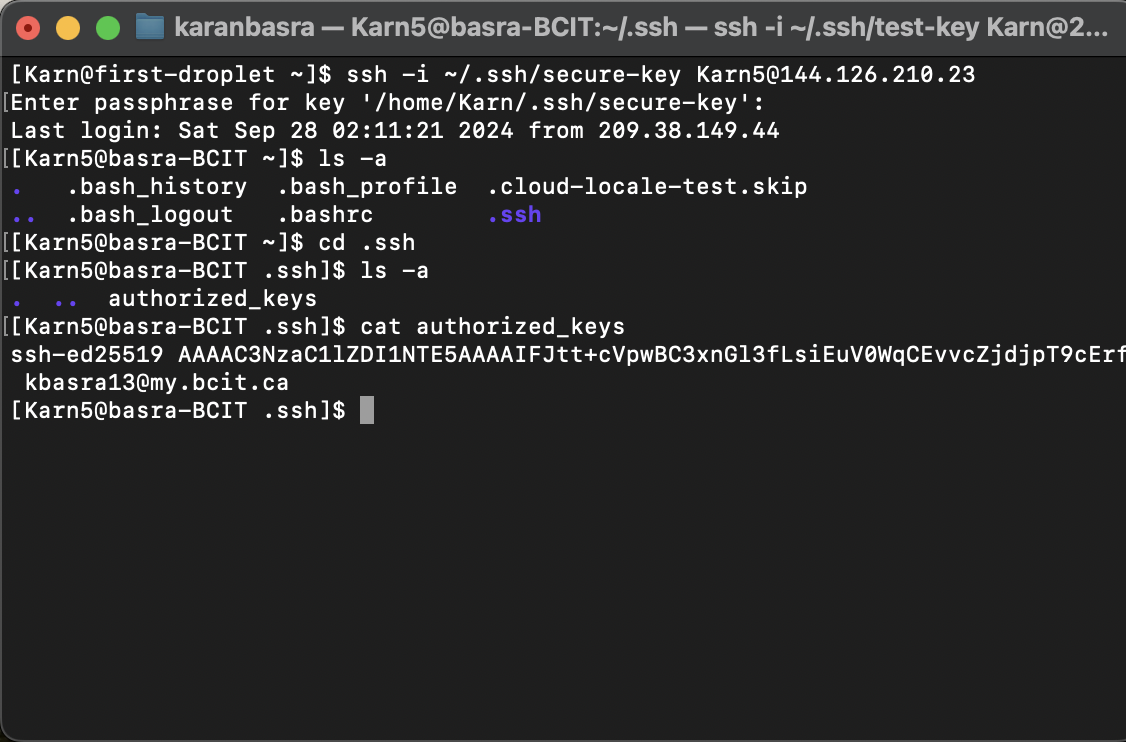 karanbasra — Karn5@basra-BCIT:~/.ssh — ssh -i ~/.ssh/test-key Karn@2...
[Karn@first-droplet ~]$ ssh -i ~/.ssh/secure-key Karn5@144.126.210.23
[Enter passphrase for key '/home/Karn/.ssh/secure-key':
Last login: Sat Sep 28 02:11:21 2024 from 209.38.149.44
[[Karn5@basra-BCIT ~]$ ls -a
.   .bash_history  .bash_profile  .cloud-locale-test.skip
..  .bash_logout   .bashrc        .ssh
[[Karn5@basra-BCIT ~]$ cd .ssh
[[Karn5@basra-BCIT .ssh]$ ls -a
.  ..  authorized_keys
[[Karn5@basra-BCIT .ssh]$ cat authorized_keys
ssh-ed25519 AAAAC3NzaC1lZDI1NTE5AAAAIFJtt+cVpwBC3xnGl3fLsiEuV0WqCEvvcZjdjpT9cErf
kbasra13@my.bcit.ca
[Karn5@basra-BCIT .ssh]$